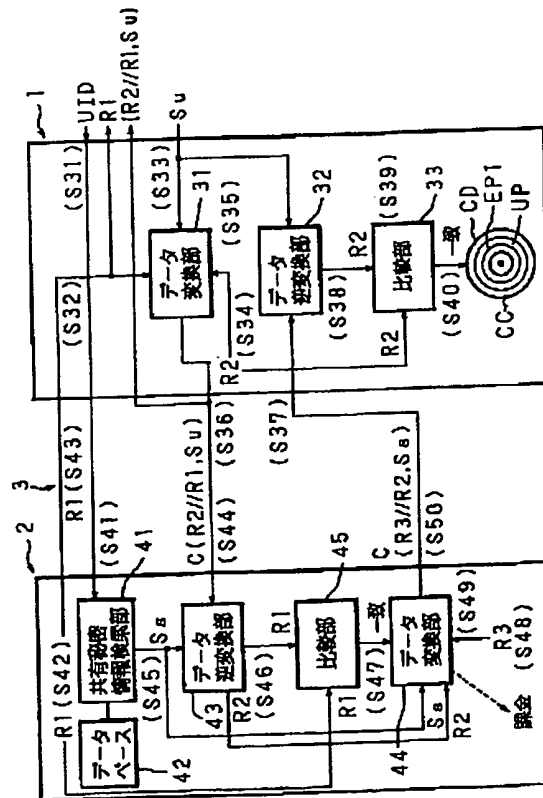 2
3
1
R1(S42)
R1(S43)
(S32)
(S31)
UID
R1
(R2//R1,Su)
Su
(S41)
41
共有秘密
情報検索部
データ
ベース
42
(S45)
Ss
C(R2//R1,Su)
(S44)
(S36)
(S33)
31
データ
変換部
(S35)
R2
(S34)
データ
逆変換部
43
R2
(S46)
R1
45
比較部
R1
(S47)
一致
(S37)
データ
逆変換部
32
(S38)
R2
(S39)
33
比較部
R2
(S40)
一致
CD
EPI
UP
CC
データ
変換部
44
Ss
R2
C
(R3//R2,Ss)
(S50)
(S49)
R3
(S48)
課金